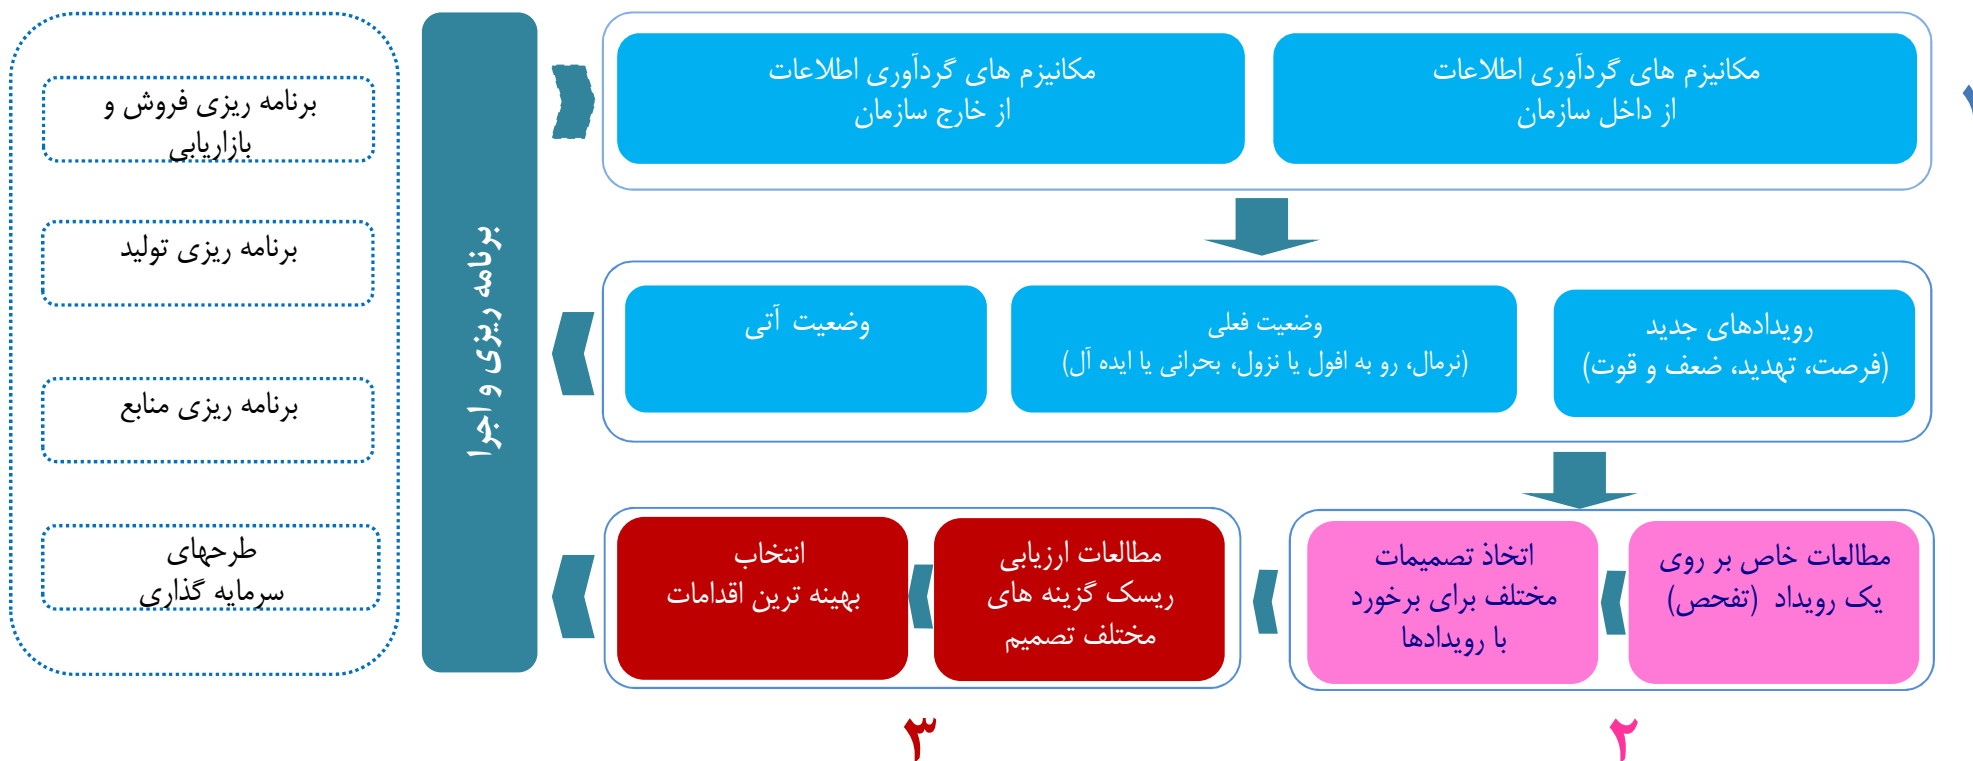 مکانیزم های گردآوری اطلاعات
از داخل سازمان
مکانیزم های گردآوری اطلاعات
از خارج سازمان
رویدادهای جدید
(فرصت، تهدید، ضعف و قوت)
وضعیت فعلی
(نرمال، رو به افول یا نزول، بحرانی یا ایده آل)
وضعیت آتی
مطالعات خاص بر روی
یک رویداد (تفحص)
اتخاذ تصمیمات
مختلف برای برخورد
با رویدادها
مطالعات ارزیابی
ریسک گزینه های
مختلف تصمیم
انتخاب
بهینه ترین اقدامات
۲
۳
برنامه ریزی و اجرا
برنامه ریزی فروش و
بازاریابی
برنامه ریزی تولید
برنامه ریزی منابع
طرحهای
سرمایه گذاری